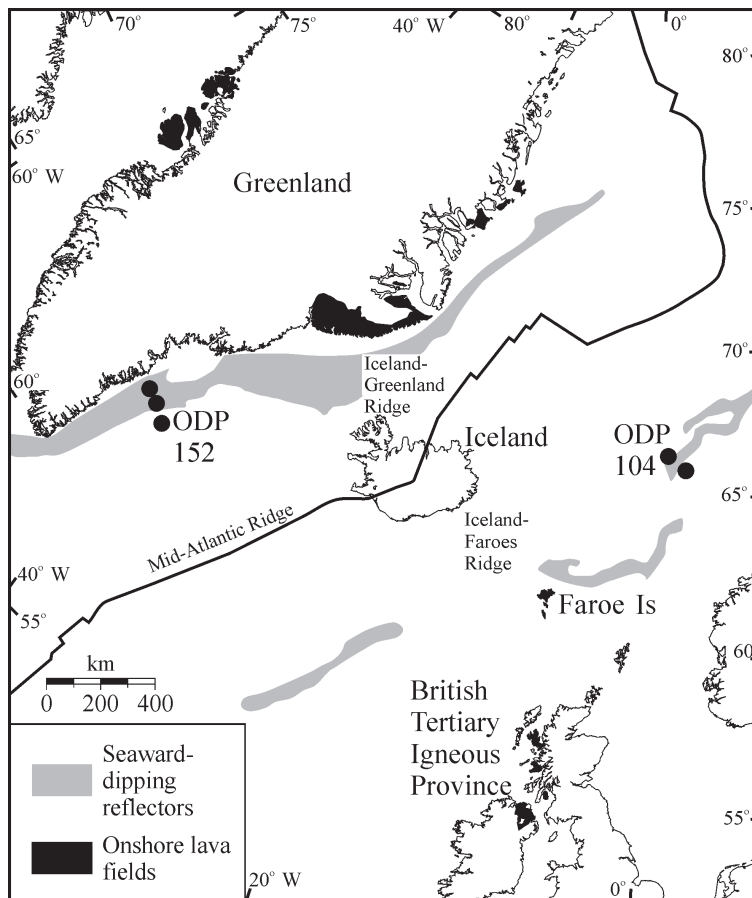 70°
75°
40° W
80°
0°
80°
65°
60° W
Greenland
75°
70°
60°
Iceland-
Greenland
Ridge
ODP
152
Iceland
ODP
104
65°
Mid-Atlantic Ridge
Iceland-
Faroes
Ridge
40° W
55°
Faroe Is
60
km
0 200 400
British
Tertiary
Igneous
Province
Seaward-
dipping
reflectors
Onshore lava
fields
55°
20° W
0°